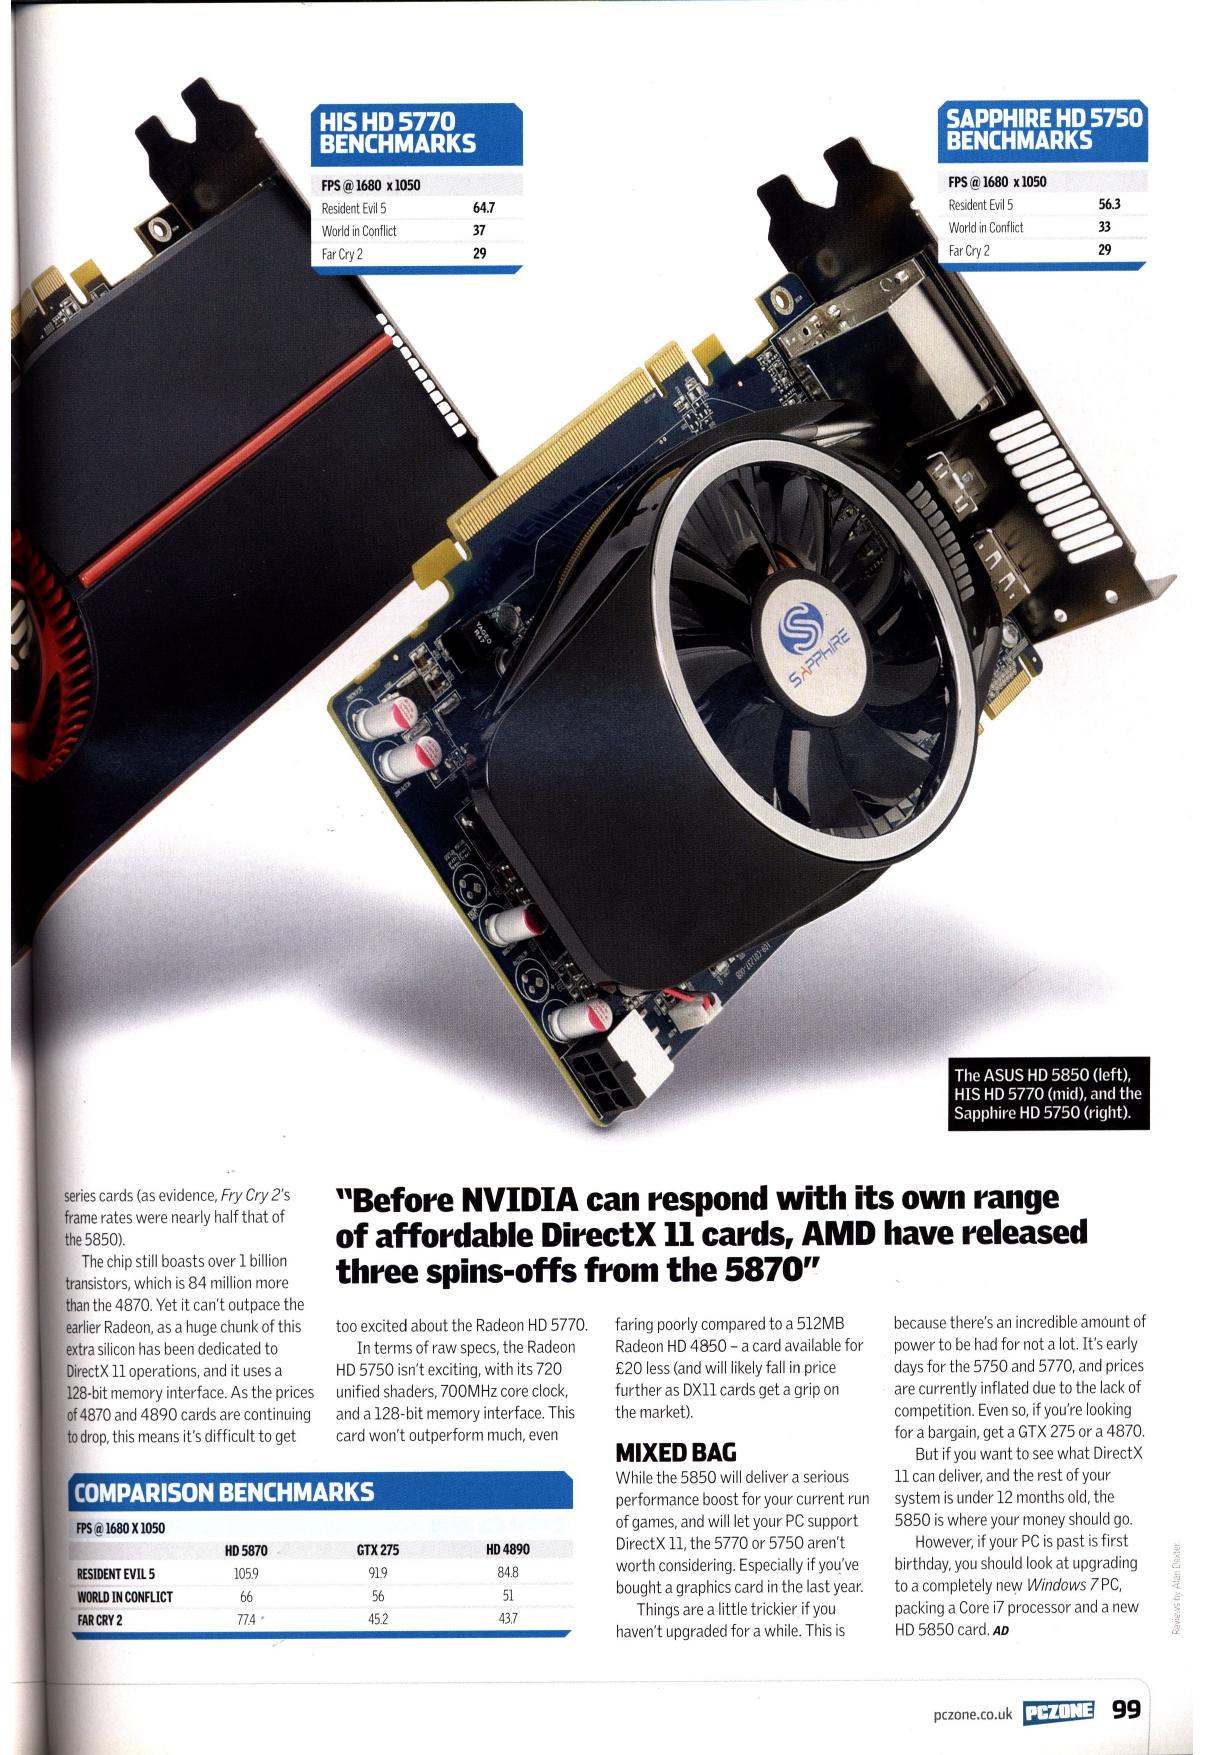 HIS HD 5770
BENCHMARKS
FPS @ 1680 x 1050
Resident Evil 5 64.7
World in Conflict 37
Far Cry 2 29
SAPPHIRE HD 5750
BENCHMARKS
FPS @ 1680 x 1050
Resident Evil 5 56.3
World in Conflict 33
Far Cry 2 29
YAGEO
R47
SAPPHIRE
The ASUS HD 5850 (left),
HIS HD 5770 (mid), and the
Sapphire HD 5750 (right).
series cards (as evidence, Fry Cry 2's
frame rates were nearly half that of
the 5850).
The chip still boasts over 1 billion
transistors, which is 84 million more
than the 4870. Yet it can't outpace the
earlier Radeon, as a huge chunk of this
extra silicon has been dedicated to
DirectX 11 operations, and it uses a
128-bit memory interface. As the prices
of 4870 and 4890 cards are continuing
to drop, this means it's difficult to get
"Before NVIDIA can respond with its own range
of affordable DirectX 11 cards, AMD have released
three spins-offs from the 5870"
too excited about the Radeon HD 5770.
In terms of raw specs, the Radeon
HD 5750 isn't exciting, with its 720
unified shaders, 700MHz core clock,
and a 128-bit memory interface. This
card won't outperform much, even
faring poorly compared to a 512MB
Radeon HD 4850 – a card available for
£20 less (and will likely fall in price
further as DX11 cards get a grip on
the market).
MIXED BAG
While the 5850 will deliver a serious
performance boost for your current run
of games, and will let your PC support
DirectX 11, the 5770 or 5750 aren't
worth considering. Especially if you've
bought a graphics card in the last year.
Things are a little trickier if you
haven't upgraded for a while. This is
because there's an incredible amount of
power to be had for not a lot. It's early
days for the 5750 and 5770, and prices
are currently inflated due to the lack of
competition. Even so, if you're looking
for a bargain, get a GTX 275 or a 4870.
But if you want to see what DirectX
11 can deliver, and the rest of your
system is under 12 months old, the
5850 is where your money should go.
However, if your PC is past is first
birthday, you should look at upgrading
to a completely new Windows 7 PC,
packing a Core i7 processor and a new
HD 5850 card. AD
COMPARISON BENCHMARKS
FPS @ 1680 X 1050
HD 5870 GTX 275 HD 4890
RESIDENT EVIL 5 105.9 91.9 84.8
WORLD IN CONFLICT 66 56 51
FAR CRY 2 77.4 45.2 43.7
Reviews by Alan Dexter
pczone.co.uk PCZONE 99